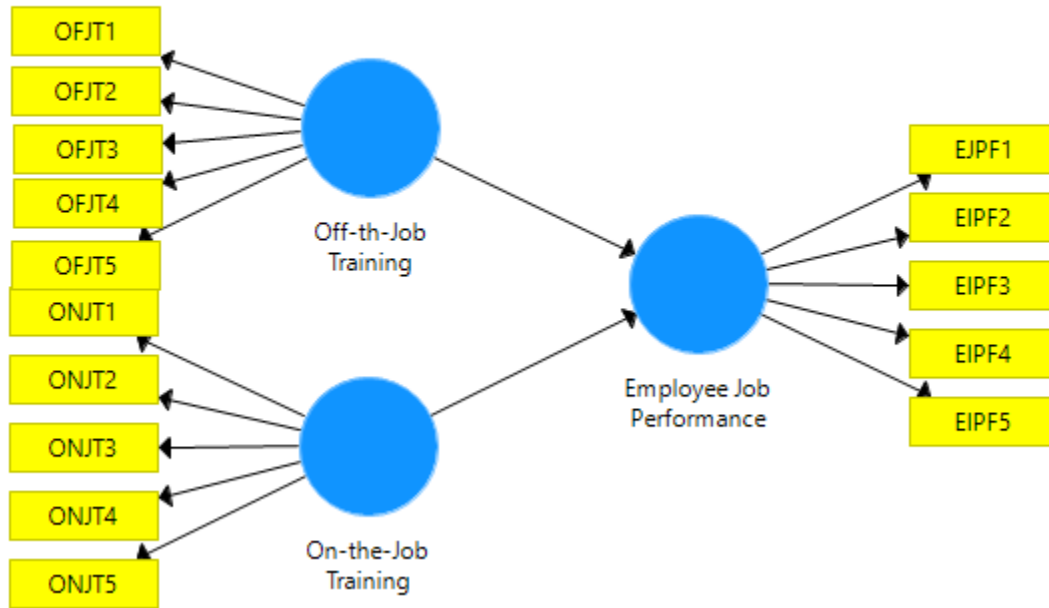 OFJT1
OFJT2
OFJT3
OFJT4
OFJT5
Off-th-Job
Training
ONJT1
ONJT2
ONJT3
ONJT4
ONJT5
On-the-Job
Training
Employee Job
Performance
EJPF1
EIPF2
EIPF3
EIPF4
EIPF5